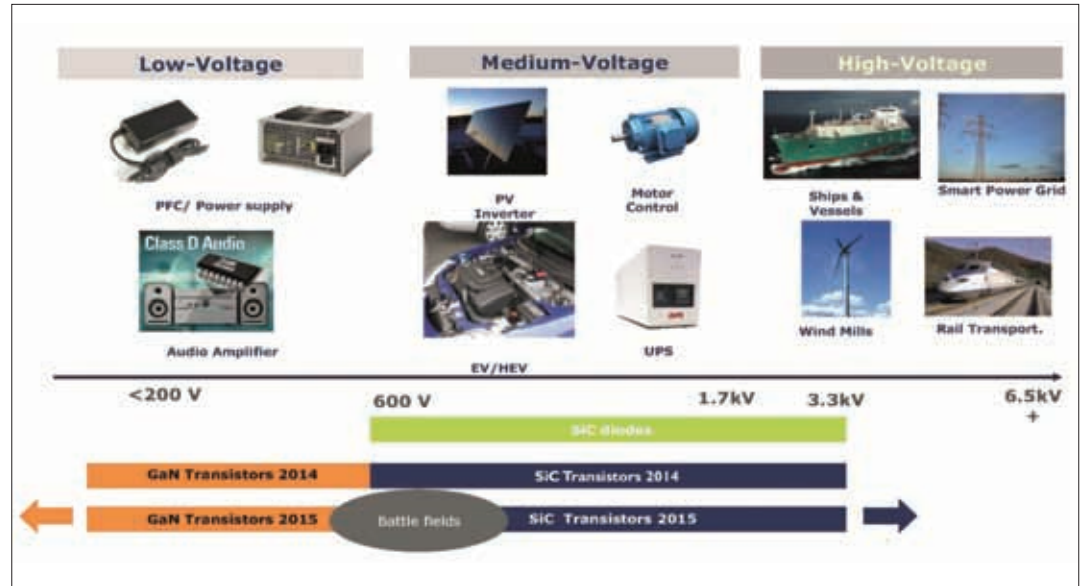 Low-Voltage
Medium-Voltage
High-Voltage
PFC/ Power supply
PV
Inverter
Motor
Control
Ships &
Vessels
Smart Power Grid
Class D Audio
Audio Amplifier
EV/HEV
UPS
Wind Mills
Rail Transport.
<200 V
600 V
1.7kV
3.3kV
6.5kV
+
SiC diodes
GaN Transistors 2014
SiC Transistors 2014
GaN Transistors 2015
Battle fields
SiC Transistors 2015